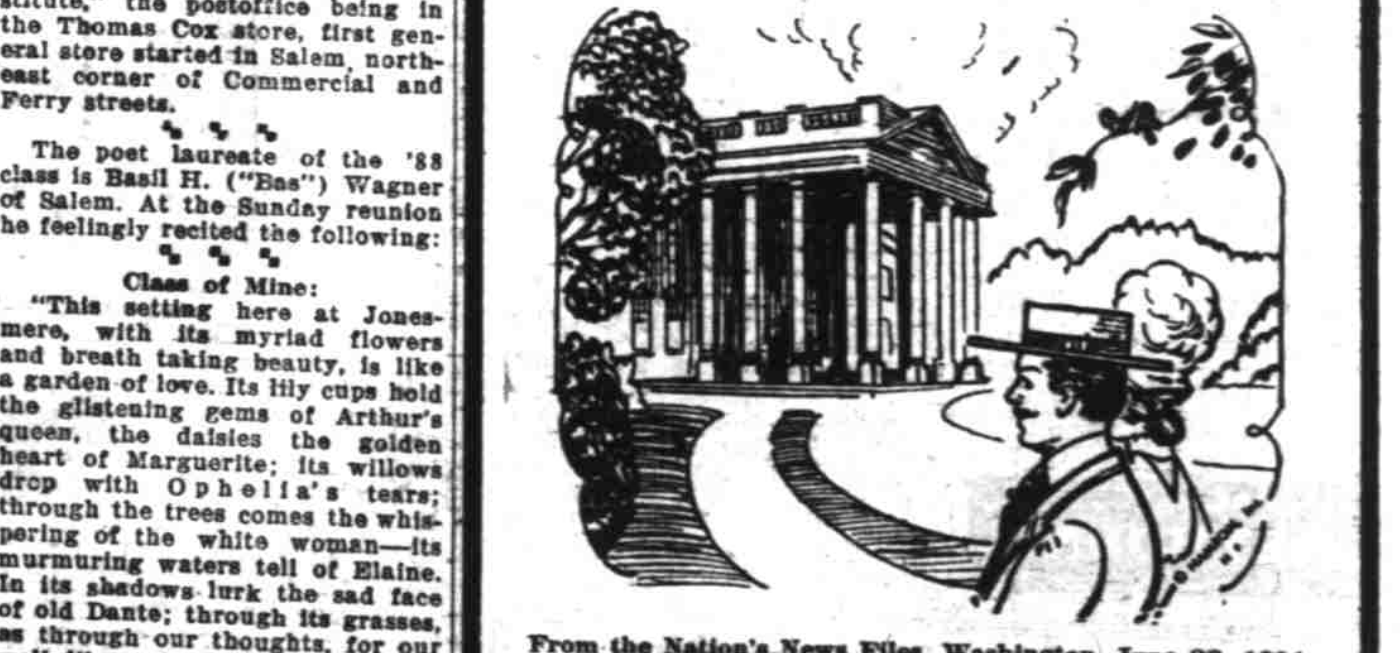 stitute," the postoffice being in
the Thomas Cox store, first gen-
eral store started in Salem, north-
east corner of Commercial and
Ferry streets.
The poet laureate of the '88
class is Basil H. ("Bas") Wagner
of Salem. At the Sunday reunion
he feelingly recited the following:
Class of Mine:
"This setting here at Jones-
mere, with its myriad flowers
and breath taking beauty, is like
a garden of love. Its lily cups hold
the glistening gems of Arthur's
queen, the daisies the golden
heart of Marguerite; its willows
drop with Ophelia's tears;
through the trees comes the whis-
pering of the white woman—its
murmuring waters tell of Elaine.
In its shadows lurk the sad face
of old Dante; through its grasses,
as through our thoughts, for our
From the Nation's News Files, Washington, June